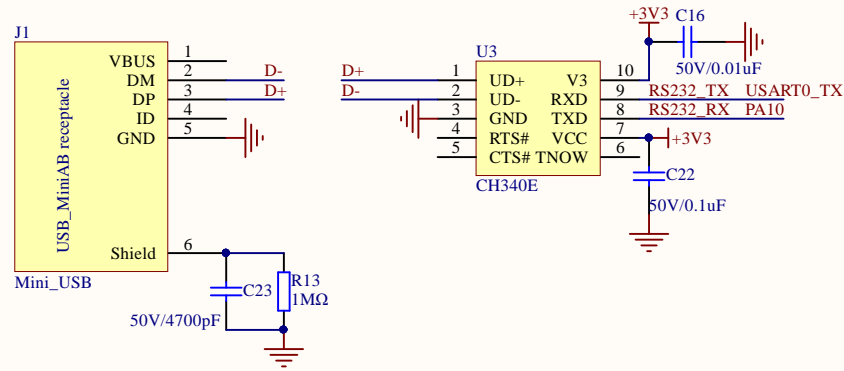 J1
USB_MiniAB receptacle
VBUS 1
DM 2 D-
DP 3 D+
ID 4
GND 5
Shield 6
Mini_USB
C23
50V/4700pF
R13
1MΩ
U3
D+ 1 UD+ V3 10
D- 2 UD- RXD 9 RS232_TX USART0_TX
3 GND TXD 8 RS232_RX PA10
4 RTS# VCC 7 +3V3
5 CTS# TNOW 6
CH340E
+3V3
C16
50V/0.01uF
C22
50V/0.1uF